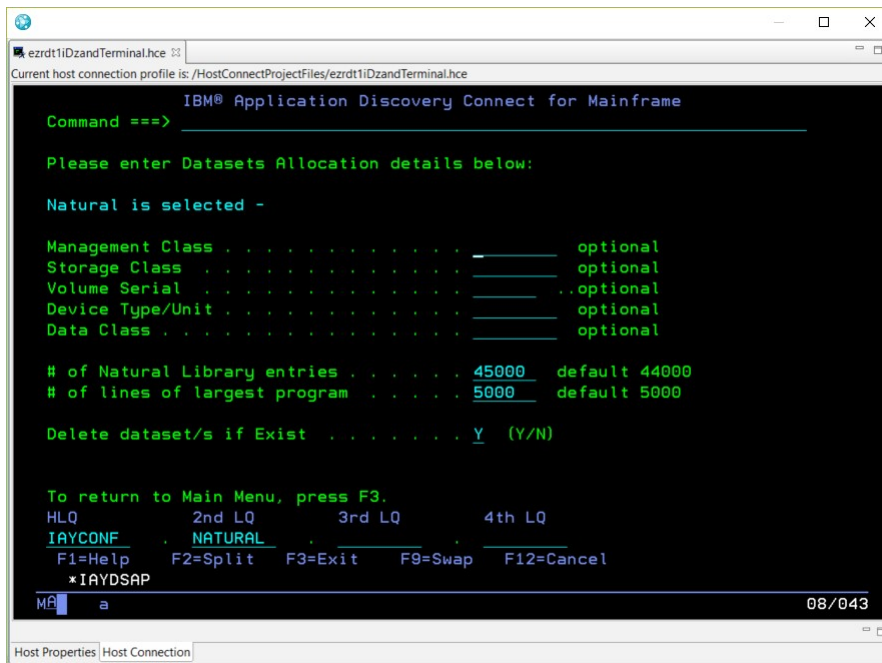 ezrdt1iDzandTerminal.hce
Current host connection profile is: /HostConnectProjectFiles/ezrdt1iDzandTerminal.hce
IBM® Application Discovery Connect for Mainframe
Command ===> 
Please enter Datasets Allocation details below:
Natural is selected -
Management Class . . . . . . . . . . . . optional
Storage Class . . . . . . . . . . . . . optional
Volume Serial . . . . . . . . . . . . . ..optional
Device Type/Unit . . . . . . . . . . . . optional
Data Class . . . . . . . . . . . . . . . optional
# of Natural Library entries . . . . . . 45000 default 44000
# of lines of largest program . . . . . 5000 default 5000
Delete dataset/s if Exist . . . . . . . Y (Y/N)
To return to Main Menu, press F3.
HLQ 2nd LQ 3rd LQ 4th LQ
IAYCONF . NATURAL . .
F1=Help F2=Split F3=Exit F9=Swap F12=Cancel
*IAYDSAP
MA a 08/043
Host Properties Host Connection